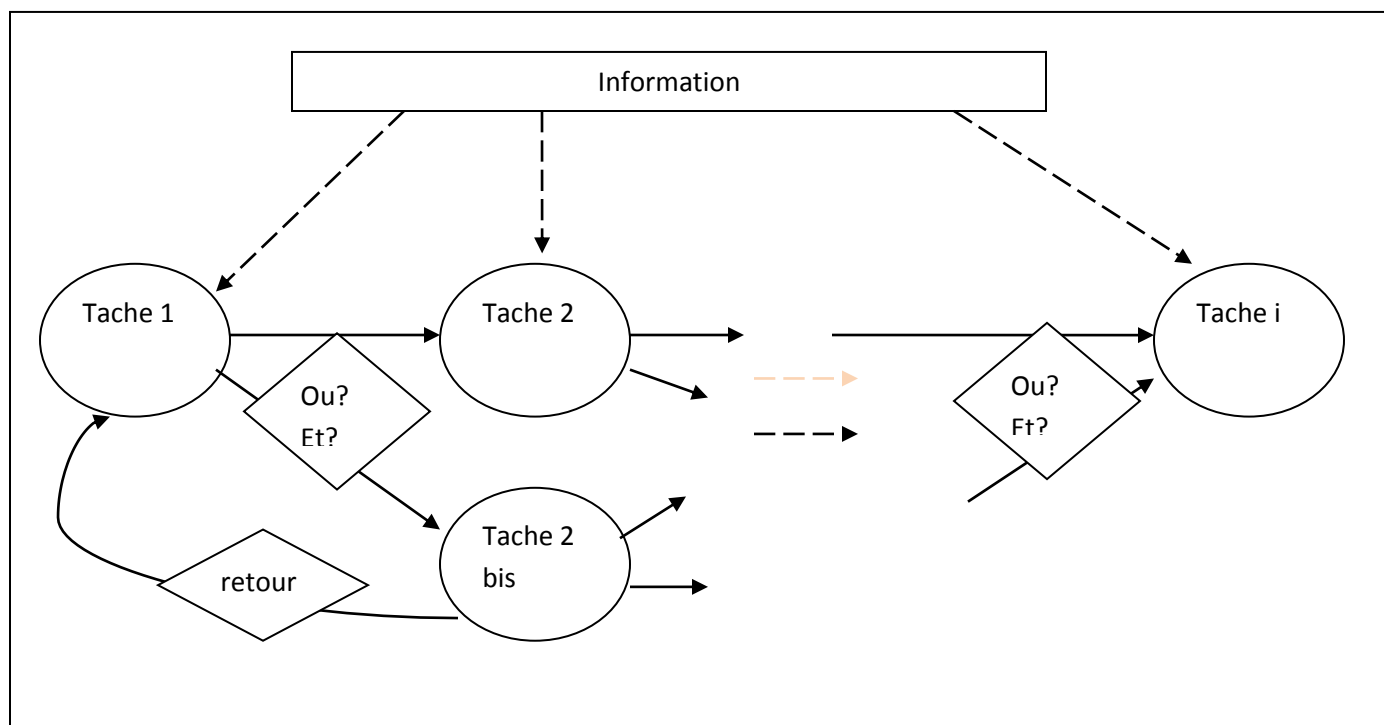 Information
Tache 1
Tache 2
Tache i
Ou?
Et?
Ou?
Et?
Tache 2
bis
retour